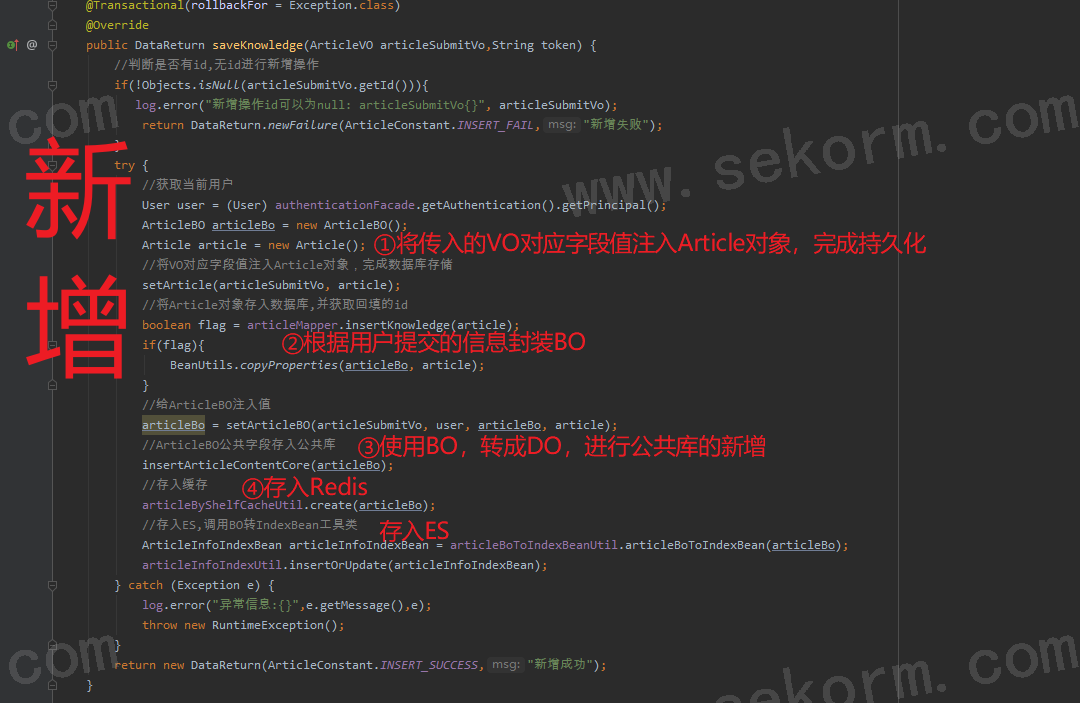 @Transactional(rollbackFor = Exception.class)
@Override
public DataReturn saveKnowledge(ArticleVO articleSubmitVo,String token) {
//判断是否有id,无id进行新增操作
if(!Objects.isNull(articleSubmitVo.getId())){
log.error("新增操作id可以为null: articleSubmitVo{}", articleSubmitVo);
return DataReturn.newFailure(ArticleConstant.INSERT_FAIL, msg: "新增失败");
}
try {
//获取当前用户
User user = (User) authenticationFacade.getAuthentication().getPrincipal();
ArticleBO articleBo = new ArticleBO();
Article article = new Article(); ①将传入的VO对应字段值注入Article对象，完成持久化
//将VO对应字段值注入Article对象，完成数据库存储
setArticle(articleSubmitVo, article);
//将Article对象存入数据库,并获取回填的id
boolean flag = articleMapper.insertKnowledge(article);
if(flag){ ②根据用户提交的信息封装BO
BeanUtils.copyProperties(articleBo, article);
}
//给ArticleBO注入值
articleBo = setArticleBO(articleSubmitVo, user, articleBo, article);
//ArticleBO公共字段存入公共库 ③使用BO，转成DO，进行公共库的新增
insertArticleContentCore(articleBo);
//存入缓存 ④存入Redis
articleByShelfCacheUtil.create(articleBo);
//存入ES,调用BO转IndexBean工具类 存入ES
ArticleInfoIndexBean articleInfoIndexBean = articleBoToIndexBeanUtil.articleBoToIndexBean(articleBo);
articleInfoIndexUtil.insertOrUpdate(articleInfoIndexBean);
} catch (Exception e) {
log.error("异常信息:{}",e.getMessage(),e);
throw new RuntimeException();
}
return new DataReturn(ArticleConstant.INSERT_SUCCESS, msg: "新增成功");
}
新
增
com
www.sekorm.com
com
sekorm.com